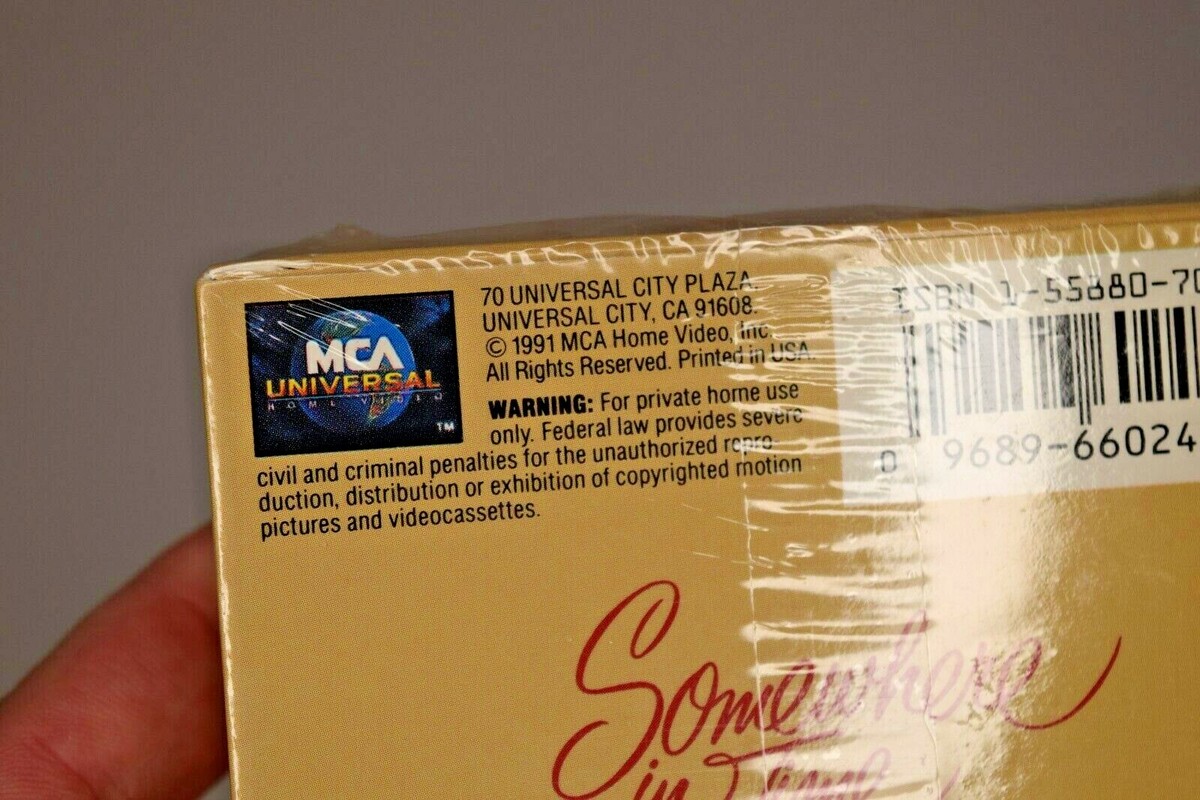 MCA
UNIVERSAL
HOME VIDEO
TM
70 UNIVERSAL CITY PLAZA.
UNIVERSAL CITY, CA 91608.
© 1991 MCA Home Video, Inc.
All Rights Reserved. Printed in USA.
WARNING: For private home use
only. Federal law provides severe
civil and criminal penalties for the unauthorized repro-
duction, distribution or exhibition of copyrighted motion
pictures and videocassettes.
ISBN 1-55880-70
0 9689-66024
Somewhere
in Time